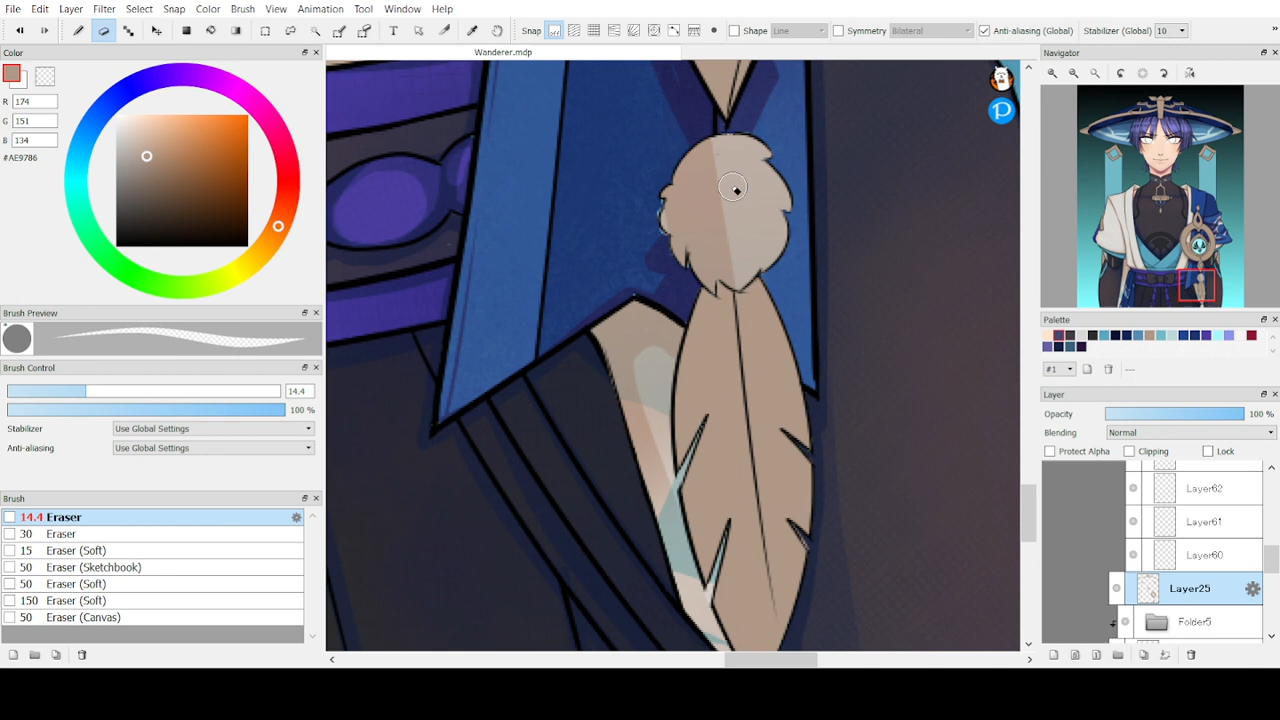 File Edit Layer Filter Select Snap Color Brush View Animation Tool Window Help
Snap Shape Line Symmetry Bilateral Anti-aliasing (Global) Stabilizer (Global) 10
Color
Wanderer.mdp
Navigator
R 174
G 151
B 134
#AE9786
Brush Preview
Brush Control
14.4
100 %
Stabilizer Use Global Settings
Anti-aliasing Use Global Settings
Brush
14.4 Eraser
30 Eraser
15 Eraser (Soft)
50 Eraser (Sketchbook)
50 Eraser (Soft)
150 Eraser (Soft)
50 Eraser (Canvas)
Palette
#1 ---
Layer
Opacity 100 %
Blending Normal
Protect Alpha Clipping Lock
Layer62
Layer61
Layer60
Layer25
Folder5